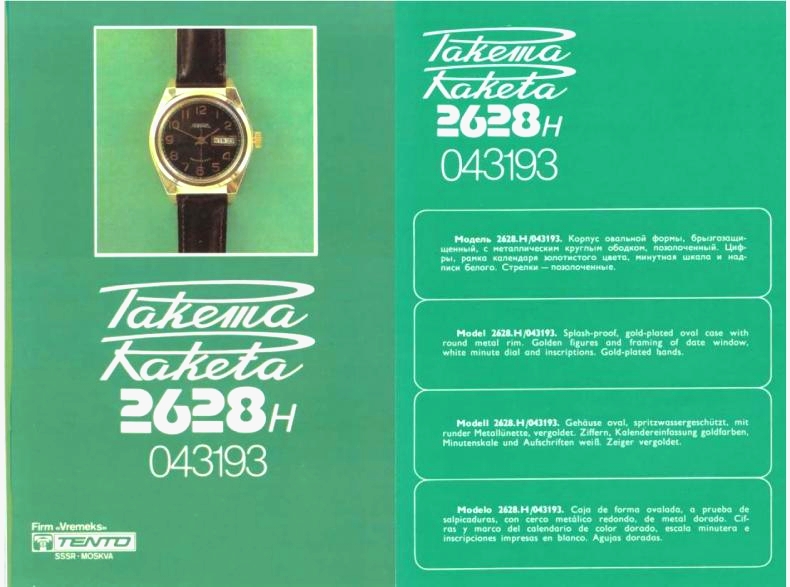 Ракета
Raketa
2628 H
043193
Firm «Vremeks»
TENTO
SSSR - MOSKVA
Ракета
Raketa
2628 H
043193
Модель 2628.Н/043193. Корпус овальной формы, брызгозащи-
щенный, с металлическим круглым ободком, позолоченный. Циф-
ры, рамка календаря золотистого цвета, минутная шкала и над-
писи белого. Стрелки — позолоченные.
Model 2628.H/043193. Splash-proof, gold-plated oval case with
round metal rim. Golden figures and framing of date window,
white minute dial and inscriptions. Gold-plated hands.
Modell 2628.H/043193. Gehäuse oval, spritzwassergeschützt, mit
runder Metallünette, vergoldet. Ziffern, Kalendereinfassung goldfarben,
Minutenskale und Aufschriften weiß. Zeiger vergoldet.
Modelo 2628.H/043193. Caja de forma ovalada, a prueba de
salpicaduras, con cerco metálico redondo, de metal dorado. Cif-
ras y marco del calendario de color dorado, escala minutera e
inscripciones impresas en blanco. Agujas doradas.